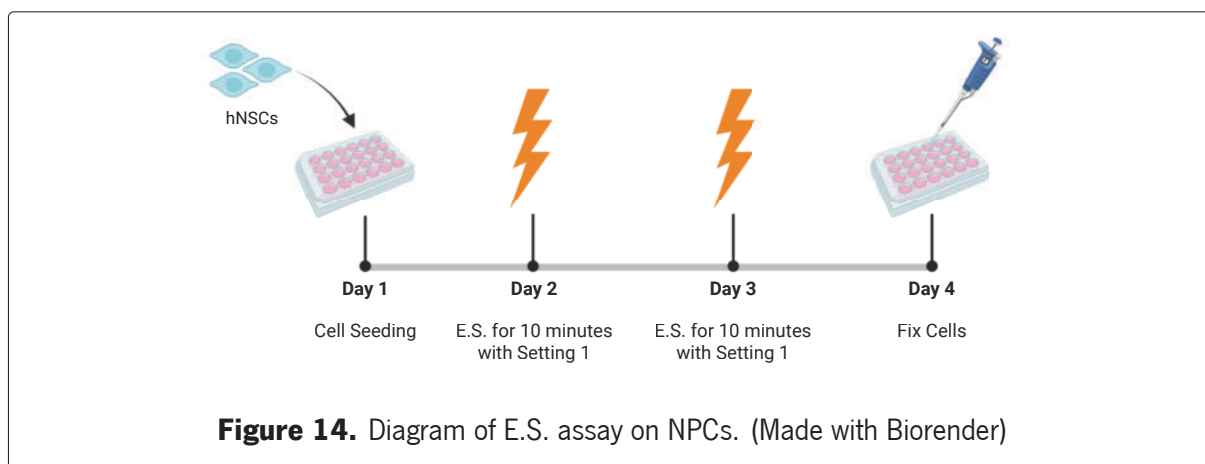 hNSCs
Day 1
Day 2
Day 3
Day 4
Cell Seeding
E.S. for 10 minutes
with Setting 1
E.S. for 10 minutes
with Setting 1
Fix Cells
Figure 14. Diagram of E.S. assay on NPCs. (Made with Biorender)